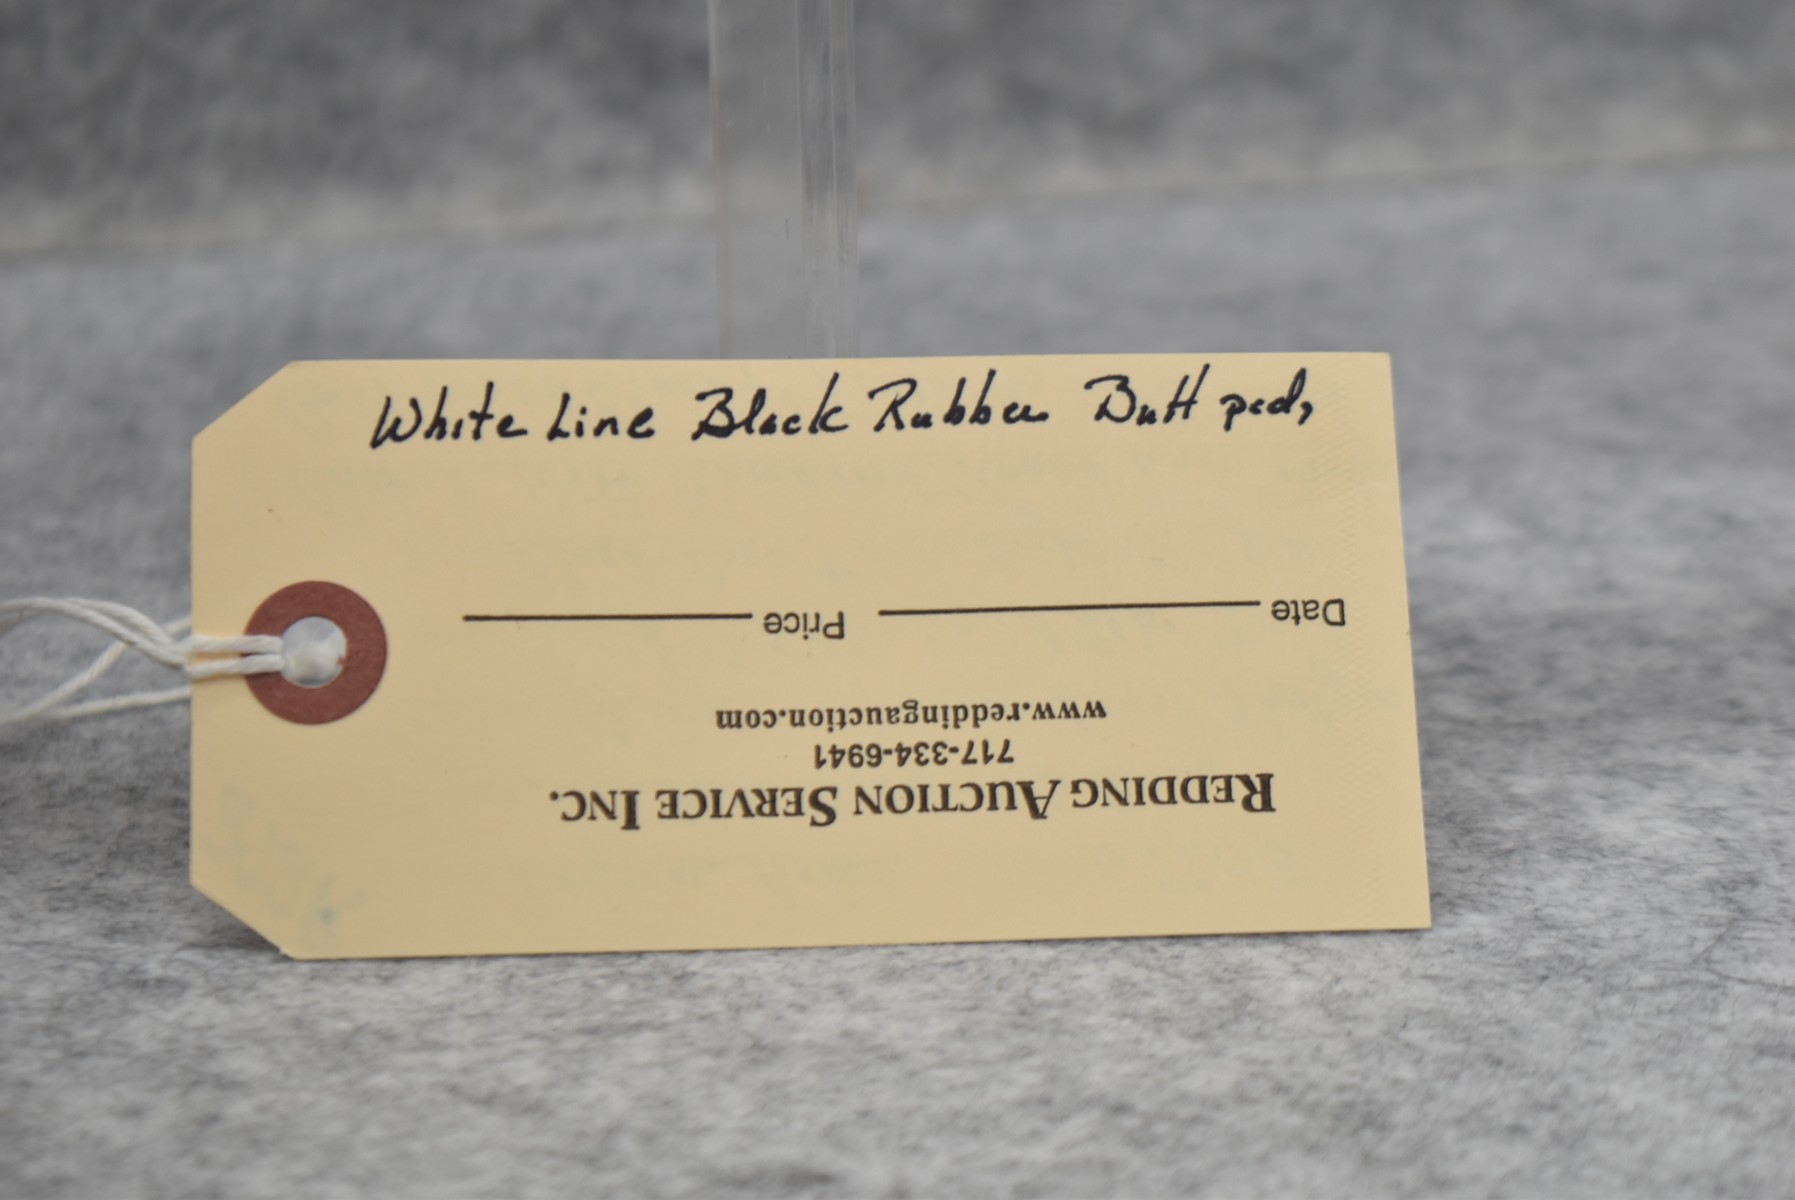 White Line Black Rubber Butt pad,
REDDING AUCTION SERVICE INC.
717-334-6941
www.reddingauction.com
Date Price